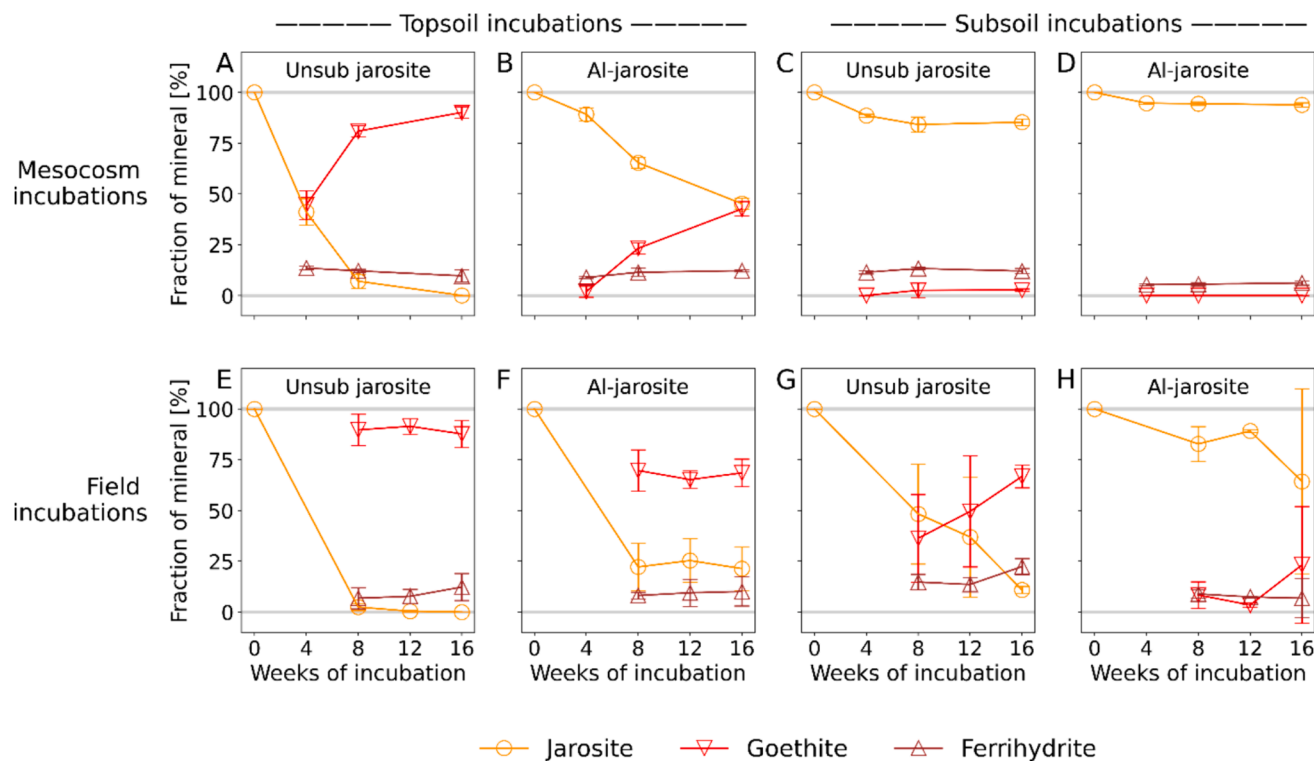 Topsoil incubations
Subsoil incubations
A Unsub jarosite
B Al-jarosite
C Unsub jarosite
D Al-jarosite
Mesocosm
incubations
Fraction of mineral [%]
100
75
50
25
0
E Unsub jarosite
F Al-jarosite
G Unsub jarosite
H Al-jarosite
Field
incubations
Fraction of mineral [%]
100
75
50
25
0
0 4 8 12 16
0 4 8 12 16
0 4 8 12 16
0 4 8 12 16
Weeks of incubation
Weeks of incubation
Weeks of incubation
Weeks of incubation
Jarosite
Goethite
Ferrihydrite